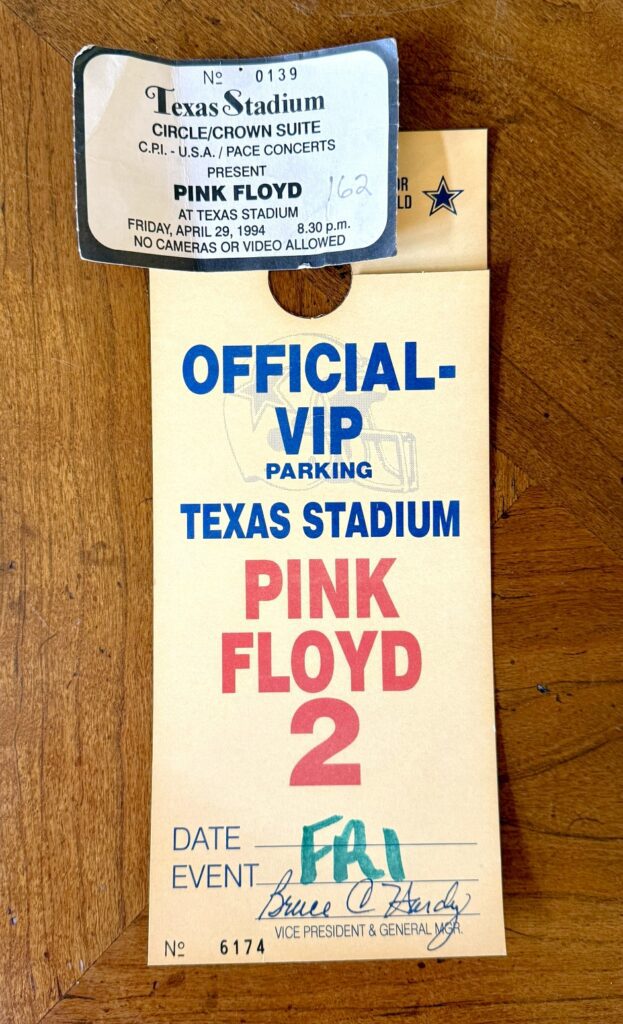 Nº 0139
Texas Stadium
CIRCLE/CROWN SUITE
C.P.I. - U.S.A. / PACE CONCERTS
PRESENT
PINK FLOYD
162
AT TEXAS STADIUM
FRIDAY, APRIL 29, 1994 8.30 p.m.
NO CAMERAS OR VIDEO ALLOWED
OFFICIAL-
VIP
PARKING
TEXAS STADIUM
PINK
FLOYD
2
DATE FRI
EVENT
Bruce C Hardy
VICE PRESIDENT & GENERAL MGR.
Nº 6174